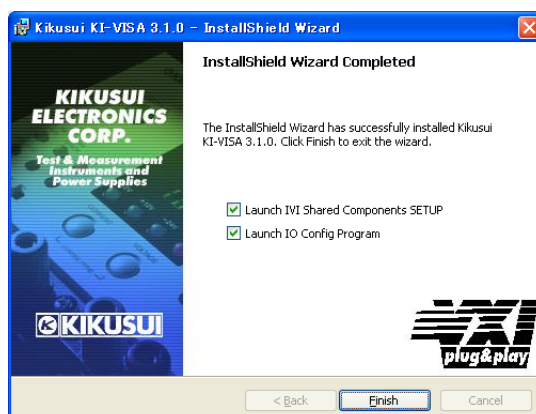 Kikusui KI-VISA 3.1.0 - InstallShield Wizard
InstallShield Wizard Completed
KIKUSUI
ELECTRONICS
CORP.
Test & Measurement
Instruments and
Power Supplies
The InstallShield Wizard has successfully installed Kikusui
KI-VISA 3.1.0. Click Finish to exit the wizard.
Launch IVI Shared Components SETUP
Launch IO Config Program
KIKUSUI
VXI
plug&play
< Back
Finish
Cancel